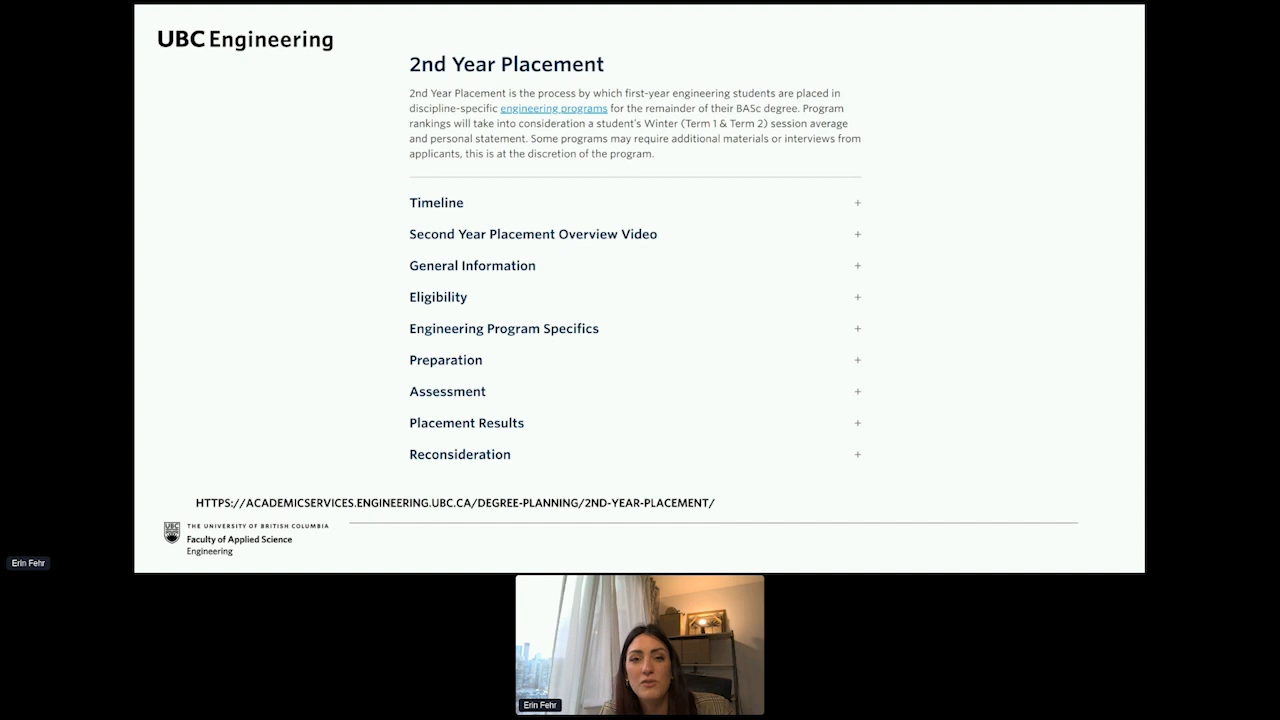 UBC Engineering
2nd Year Placement
2nd Year Placement is the process by which first-year engineering students are placed in
discipline-specific engineering programs for the remainder of their BASc degree. Program
rankings will take into consideration a student's Winter (Term 1 & Term 2) session average
and personal statement. Some programs may require additional materials or interviews from
applicants, this is at the discretion of the program.
Timeline +
Second Year Placement Overview Video +
General Information +
Eligibility +
Engineering Program Specifics +
Preparation +
Assessment +
Placement Results +
Reconsideration +
HTTPS://ACADEMICSERVICES.ENGINEERING.UBC.CA/DEGREE-PLANNING/2ND-YEAR-PLACEMENT/
UBC
THE UNIVERSITY OF BRITISH COLUMBIA
Faculty of Applied Science
Engineering
Erin Fehr
Erin Fehr